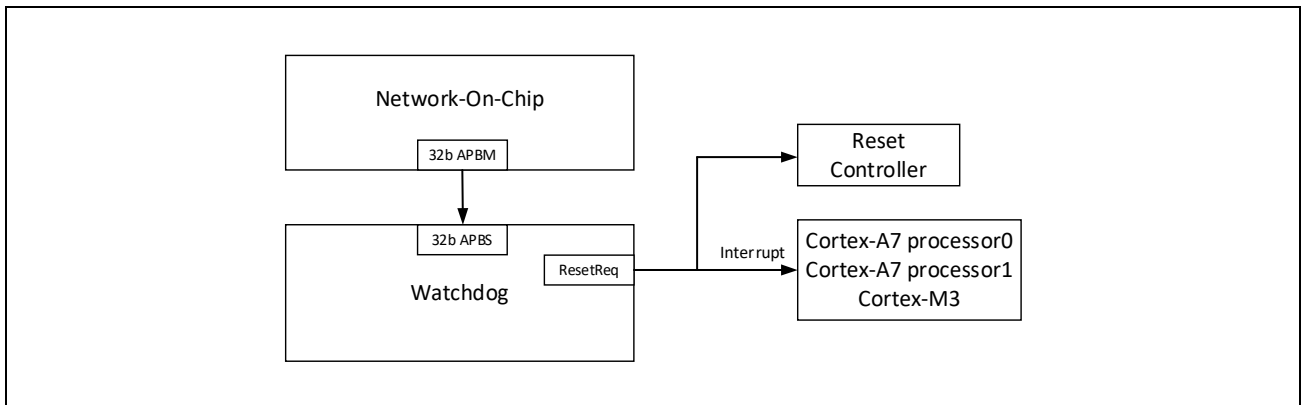 Network-On-Chip
32b APBM
Reset
Controller
32b APBS
ResetReq
Interrupt
Watchdog
Cortex-A7 processor0
Cortex-A7 processor1
Cortex-M3